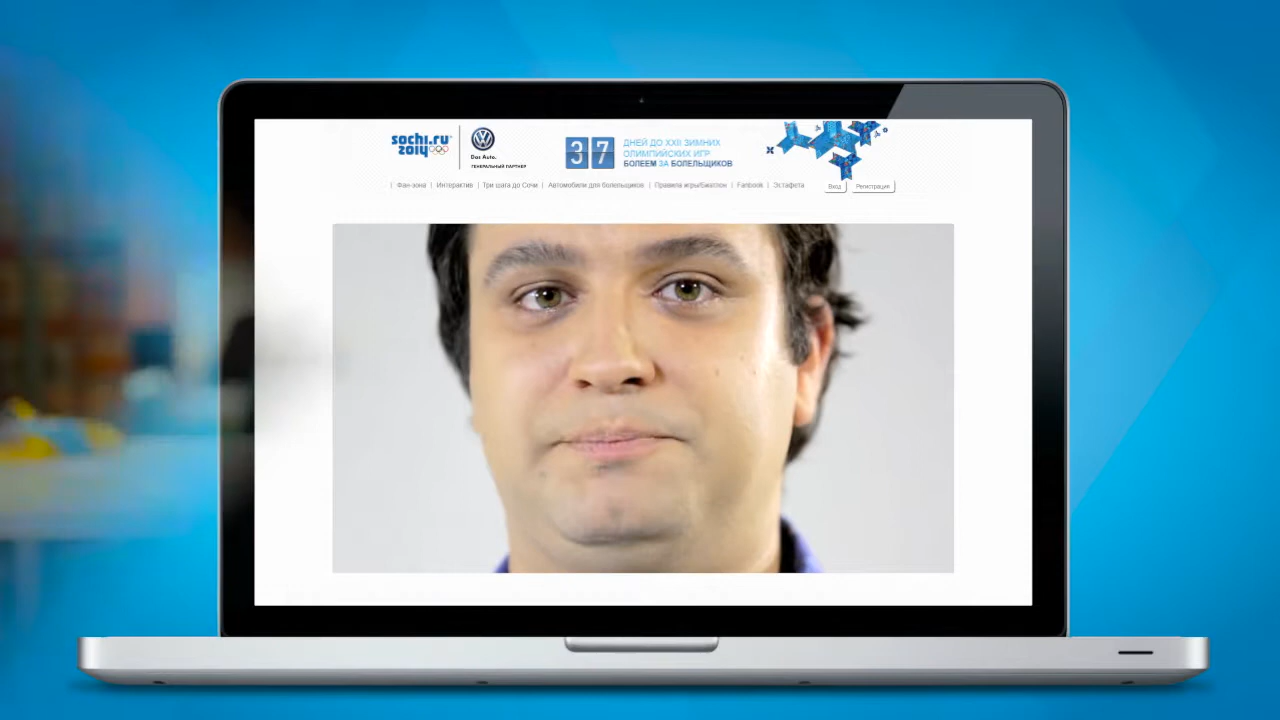 sochi.ru
2014
Das Auto.
ГЕНЕРАЛЬНЫЙ ПАРТНЕР
37
ДНЕЙ ДО XXII ЗИМНИХ
ОЛИМПИЙСКИХ ИГР
БОЛЕЕМ ЗА БОЛЕЛЬЩИКОВ
| Фан-зона | Интерактив | Три шага до Сочи | Автомобили для болельщиков | Правила игры/Биатлон | Fanbook | Эстафета
Вход Регистрация